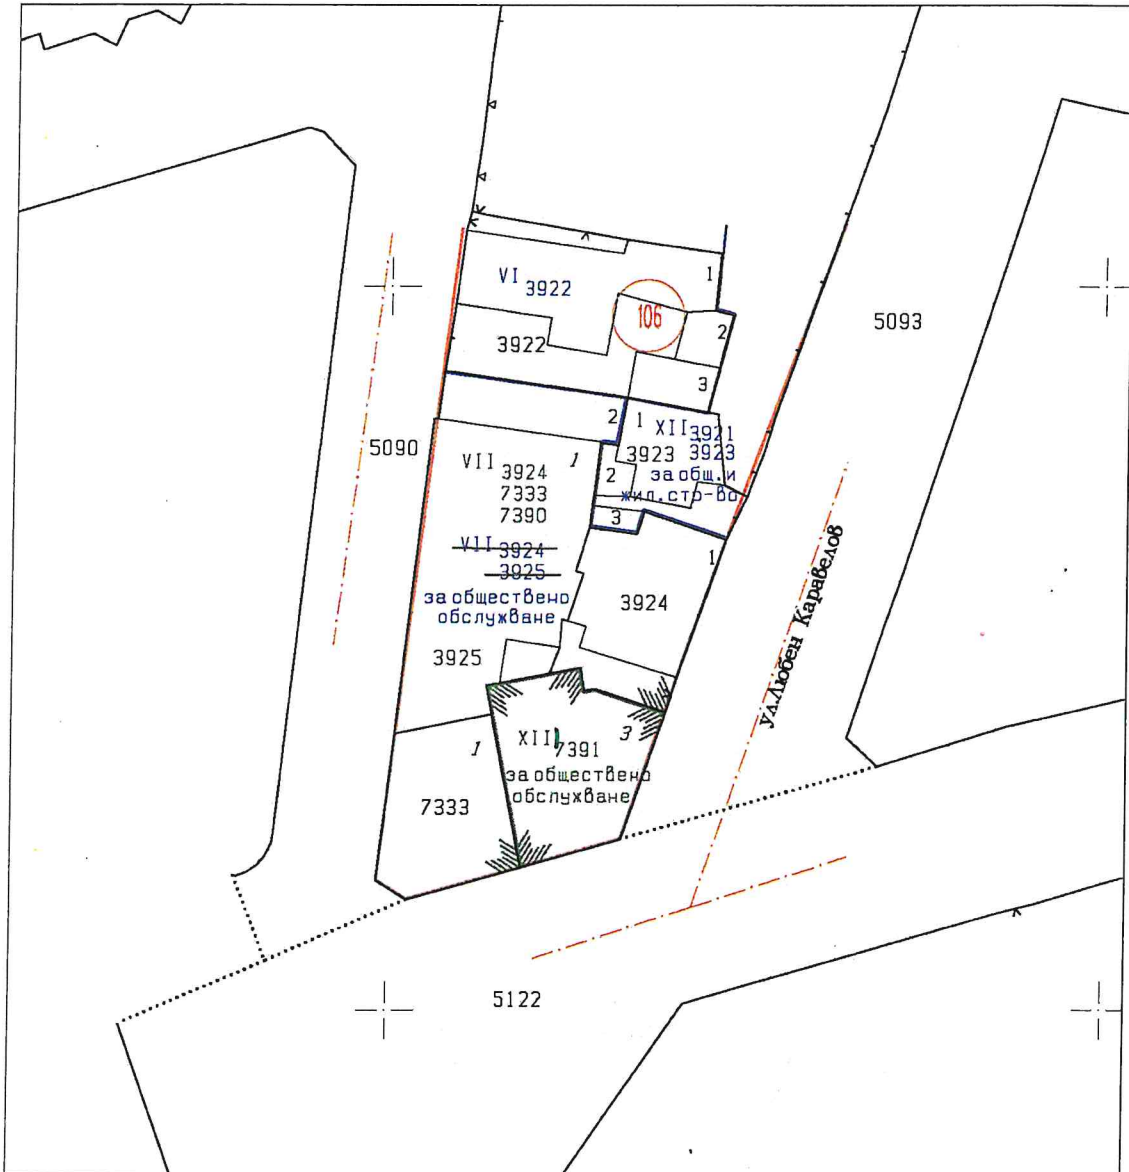 VI 3922
1
106
5093
3922
2
3
5090
2
1
XII 3921
3923
3923
за общ. и
жил. стр-во
2
3
1
VII 3924
7333
7390
VII 3924
3925
за обществено
обслужване
3925
1
3924
ул.Любен Каравелов
XII 7391
3
за обществено
обслужване
1
7333
5122